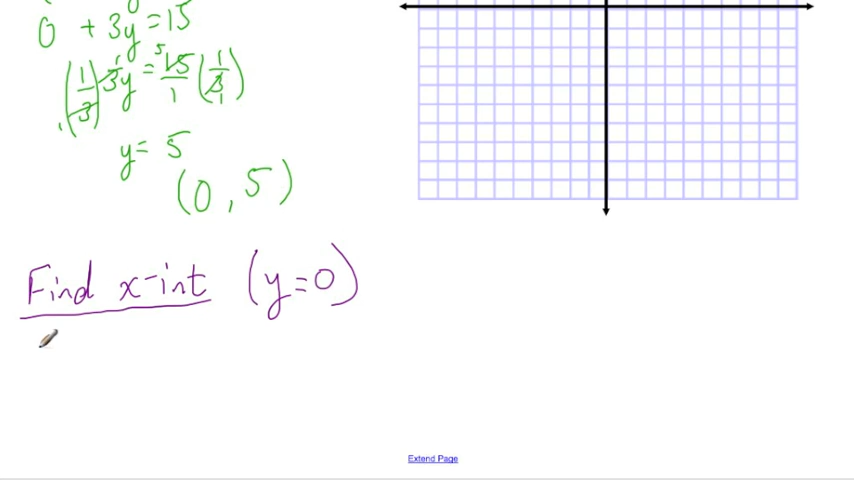 0 + 3y = 15
(1/3) 3y = 15/1 (1/3)
y = 5
(0, 5)
Find x-int (y=0)
Extend Page